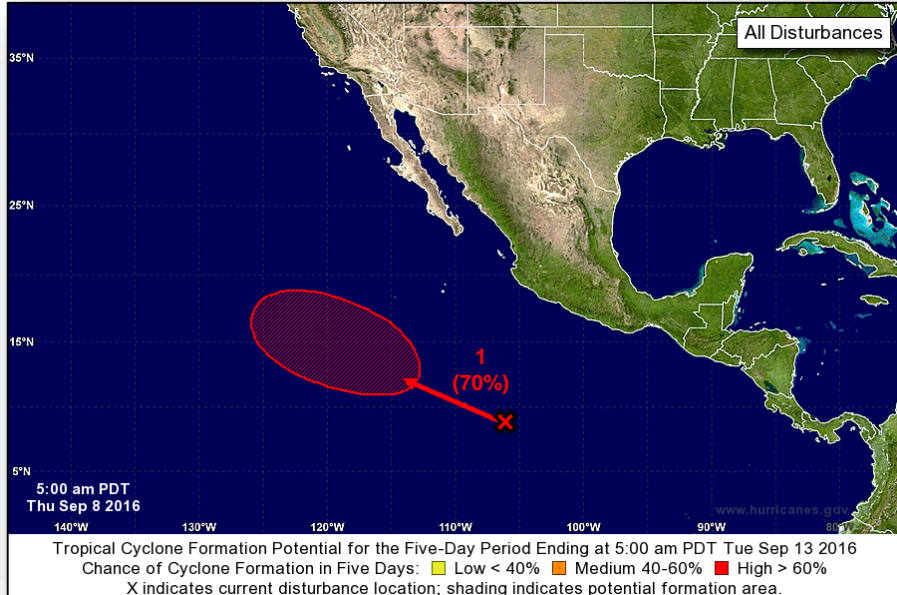 All Disturbances
35°N
25°N
15°N
5°N
1
(70%)
5:00 am PDT
Thu Sep 8 2016
www.hurricanes.gov
140°W 130°W 120°W 110°W 100°W 90°W 80°W
Tropical Cyclone Formation Potential for the Five-Day Period Ending at 5:00 am PDT Tue Sep 13 2016
Chance of Cyclone Formation in Five Days: Low < 40% Medium 40-60% High > 60%
X indicates current disturbance location; shading indicates potential formation area.